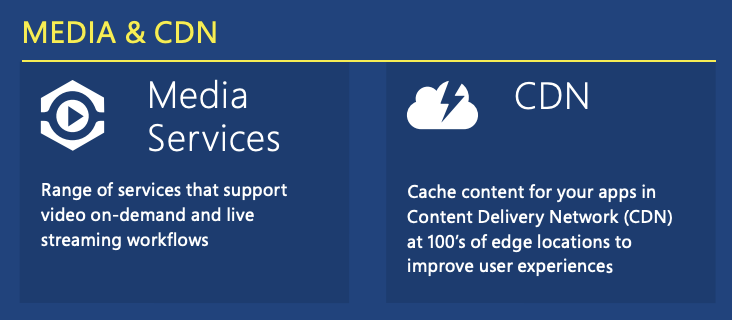 MEDIA & CDN
Media
Services
Range of services that support
video on-demand and live
streaming workflows
CDN
Cache content for your apps in
Content Delivery Network (CDN)
at 100’s of edge locations to
improve user experiences